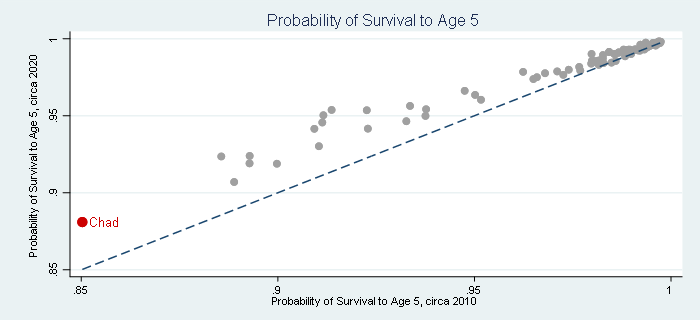 Probability of Survival to Age 5
Probability of Survival to Age 5, circa 2020
1
.95
.9
.85
Chad
.85
.9
.95
1
Probability of Survival to Age 5, circa 2010